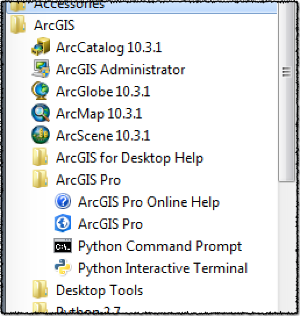 Accessories
ArcGIS
ArcCatalog 10.3.1
ArcGIS Administrator
ArcGlobe 10.3.1
ArcMap 10.3.1
ArcScene 10.3.1
ArcGIS for Desktop Help
ArcGIS Pro
ArcGIS Pro Online Help
ArcGIS Pro
Python Command Prompt
Python Interactive Terminal
Desktop Tools
Python 2.7